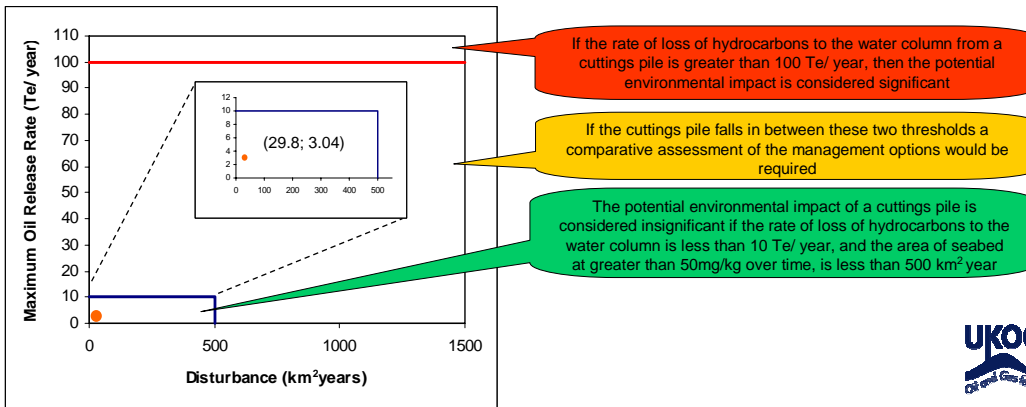 110
100
90
80
70
60
50
40
30
20
10
0
Maximum Oil Release Rate (Te/ year)
0
500
1000
1500
Disturbance (km²years)
12
10
8
6
4
2
0
0
100
200
300
400
500
(29.8; 3.04)
If the rate of loss of hydrocarbons to the water column from a
cuttings pile is greater than 100 Te/ year, then the potential
environmental impact is considered significant
If the cuttings pile falls in between these two thresholds a
comparative assessment of the management options would be
required
The potential environmental impact of a cuttings pile is
considered insignificant if the rate of loss of hydrocarbons to the
water column is less than 10 Te/ year, and the area of seabed
at greater than 50mg/kg over time, is less than 500 km² year
Oil and Gas